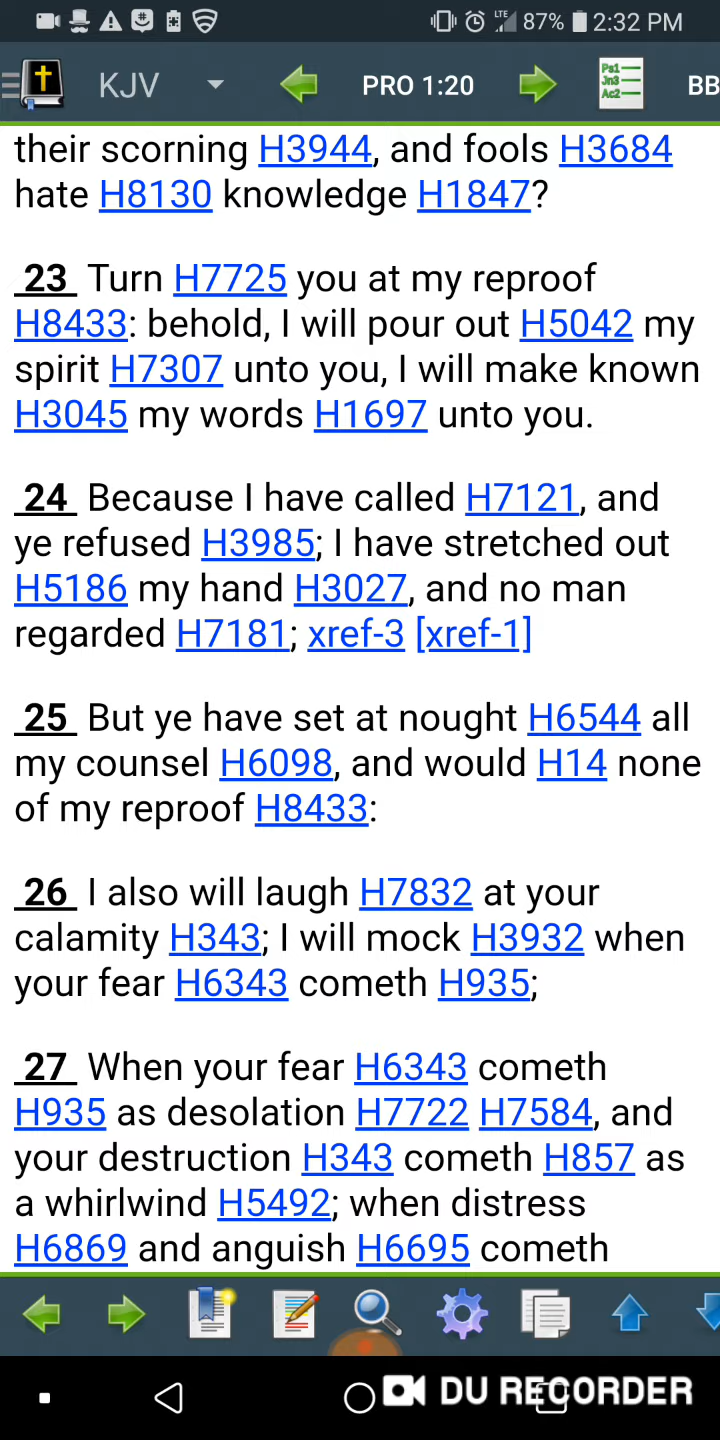 LTE 87% 2:32 PM
KJV PRO 1:20 Ps1 Jn3 Ac2 BB
their scorning H3944, and fools H3684
hate H8130 knowledge H1847?
23 Turn H7725 you at my reproof
H8433: behold, I will pour out H5042 my
spirit H7307 unto you, I will make known
H3045 my words H1697 unto you.
24 Because I have called H7121, and
ye refused H3985; I have stretched out
H5186 my hand H3027, and no man
regarded H7181; xref-3 [xref-1]
25 But ye have set at nought H6544 all
my counsel H6098, and would H14 none
of my reproof H8433:
26 I also will laugh H7832 at your
calamity H343; I will mock H3932 when
your fear H6343 cometh H935;
27 When your fear H6343 cometh
H935 as desolation H7722 H7584, and
your destruction H343 cometh H857 as
a whirlwind H5492; when distress
H6869 and anguish H6695 cometh
DU RECORDER